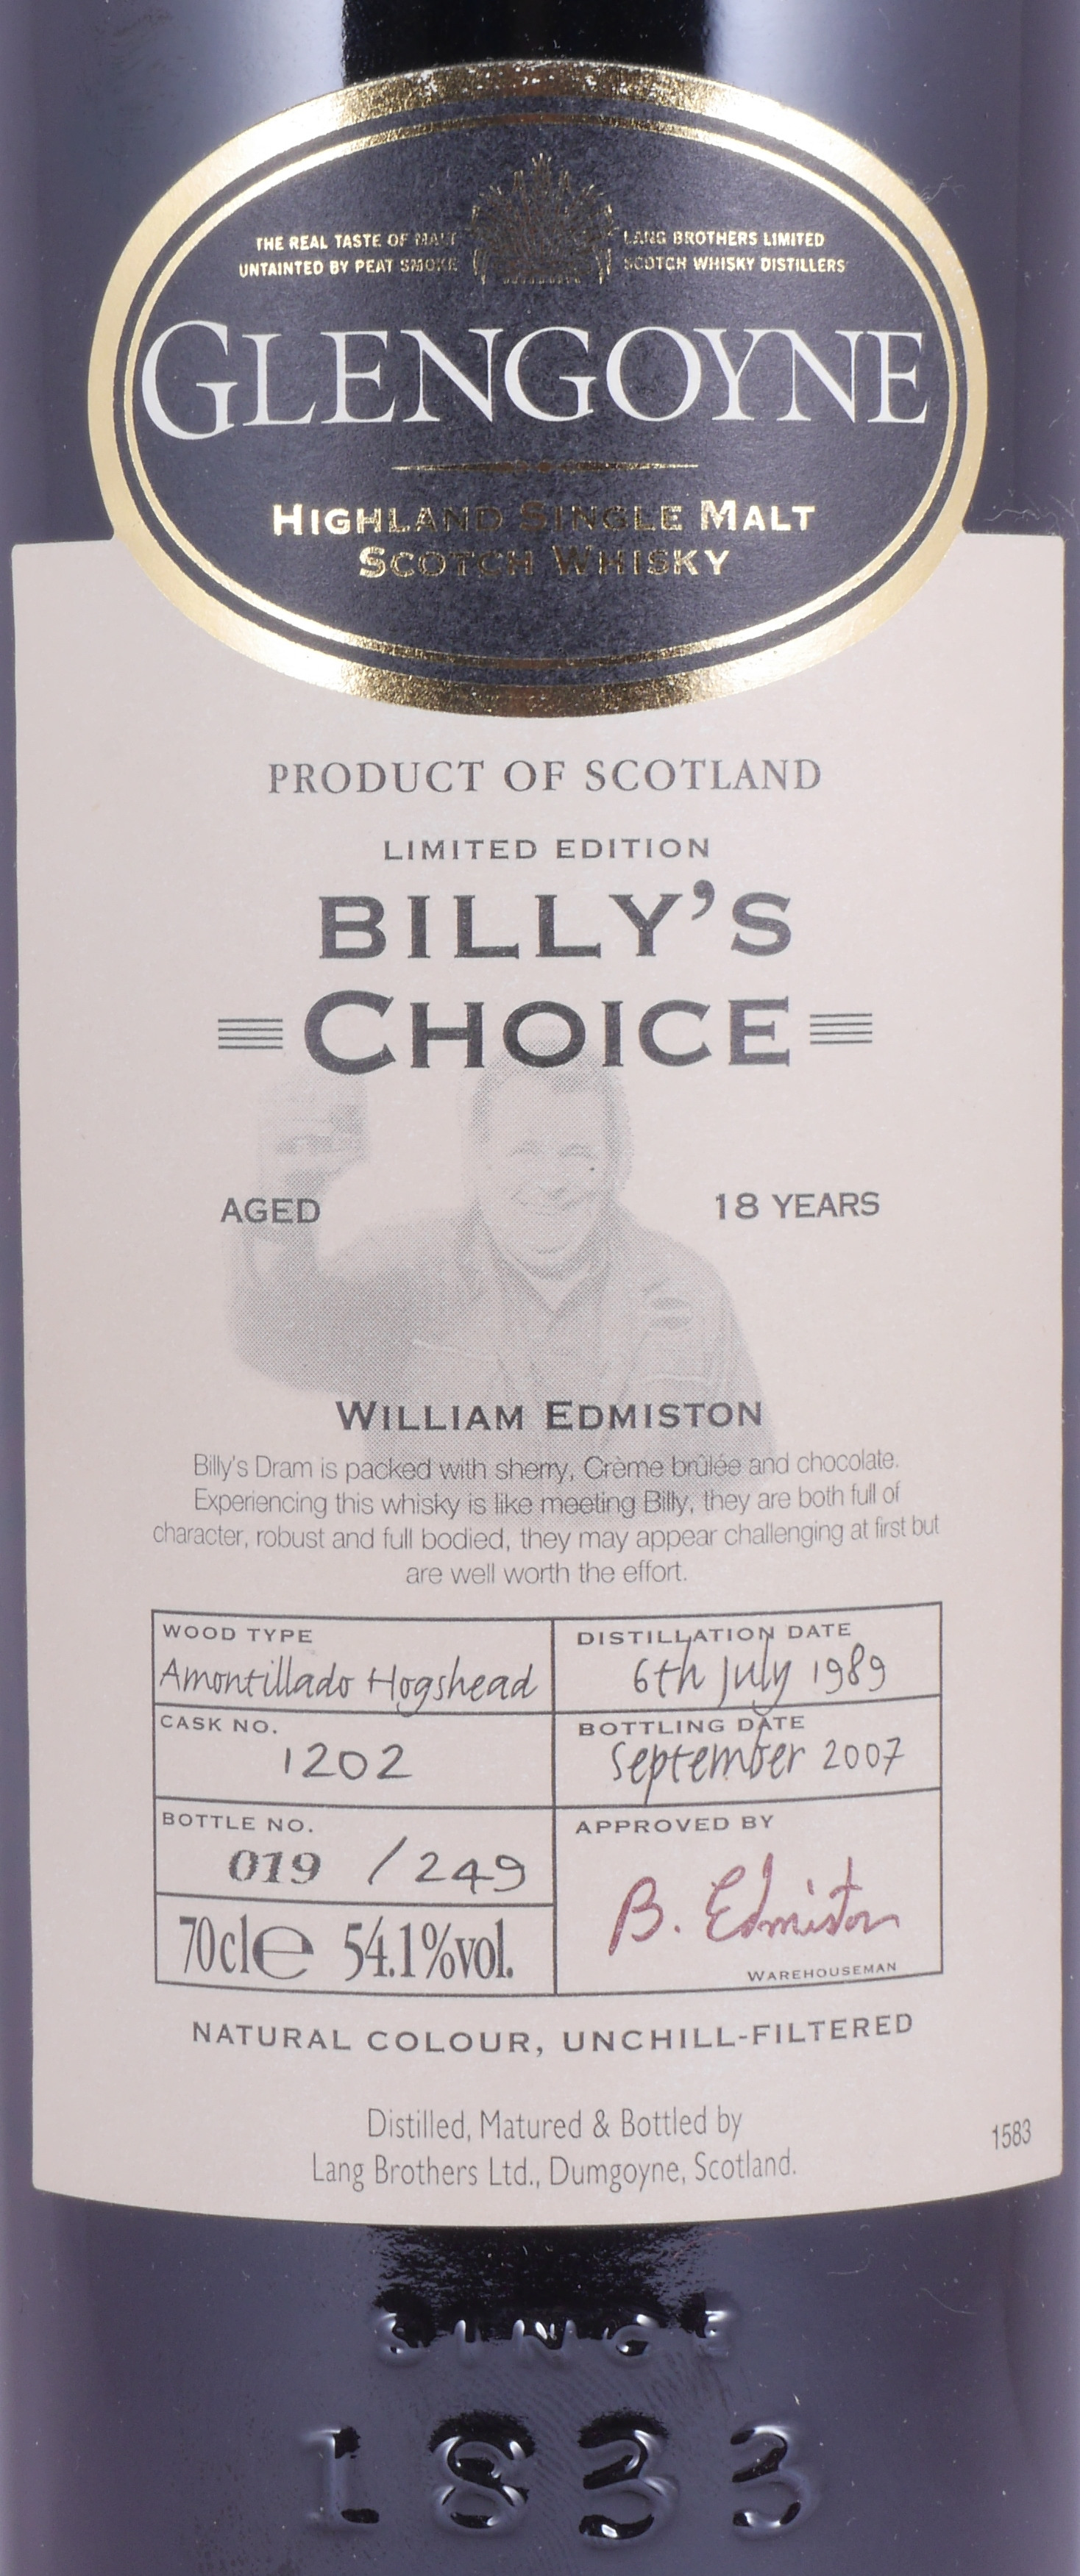 THE REAL TASTE OF MALT
UNTAINTED BY PEAT SMOKE
LANG BROTHERS LIMITED
SCOTCH WHISKY DISTILLERS
GLENGOYNE
HIGHLAND SINGLE MALT
SCOTCH WHISKY
PRODUCT OF SCOTLAND
LIMITED EDITION
BILLY'S
CHOICE
AGED 18 YEARS
WILLIAM EDMISTON
Billy's Dram is packed with sherry, Crème brûlée and chocolate.
Experiencing this whisky is like meeting Billy, they are both full of
character, robust and full bodied, they may appear challenging at first but
are well worth the effort.
WOOD TYPE
Amontillado Hogshead
DISTILLATION DATE
6th July 1989
CASK NO.
1202
BOTTLING DATE
September 2007
BOTTLE NO.
019 / 249
APPROVED BY
B. Edmiston
WAREHOUSEMAN
70cl e 54.1%vol.
NATURAL COLOUR, UNCHILL-FILTERED
Distilled, Matured & Bottled by
Lang Brothers Ltd., Dumgoyne, Scotland.
1583
SINCE
1833